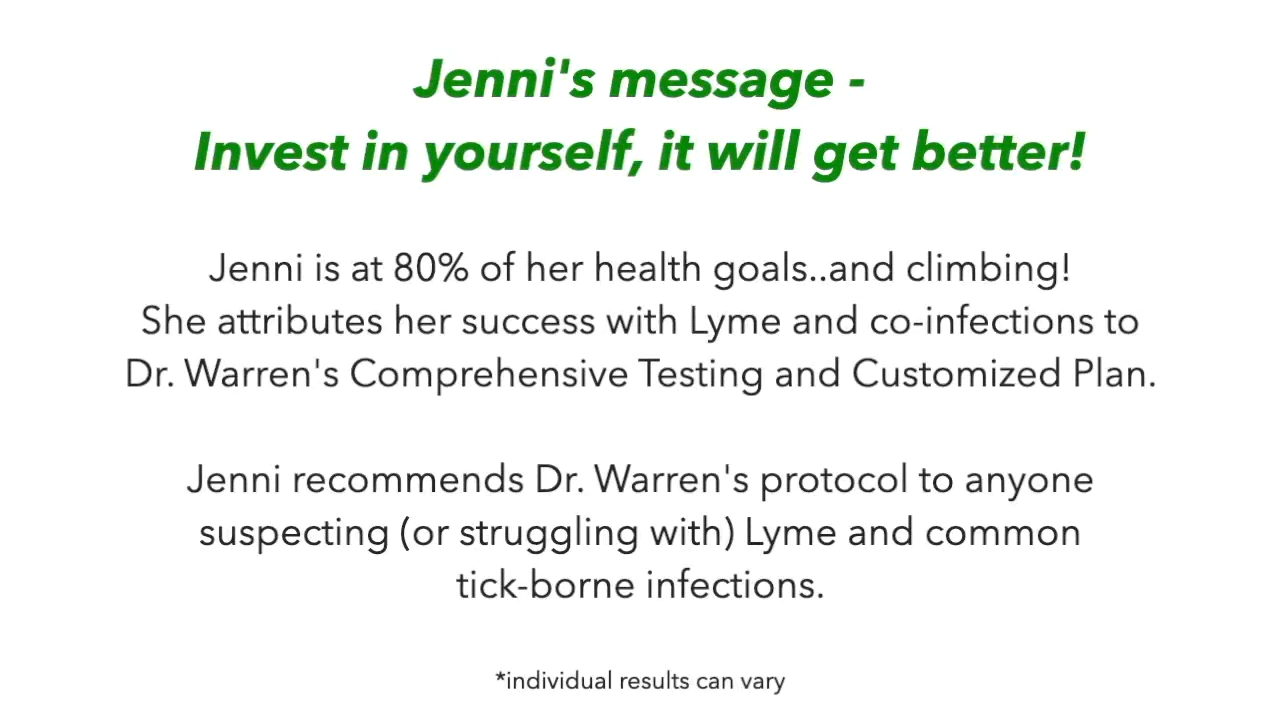 Jenni's message -
Invest in yourself, it will get better!
Jenni is at 80% of her health goals..and climbing!
She attributes her success with Lyme and co-infections to
Dr. Warren's Comprehensive Testing and Customized Plan.
Jenni recommends Dr. Warren's protocol to anyone
suspecting (or struggling with) Lyme and common
tick-borne infections.
*individual results can vary